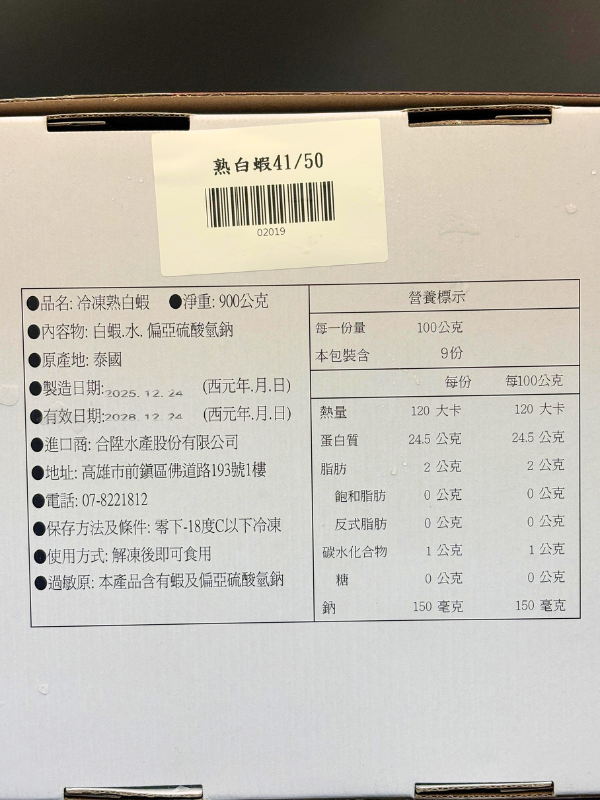 熟白蝦41/50
02019
●品名: 冷凍熟白蝦 ●淨重: 900公克
●內容物: 白蝦.水. 偏亞硫酸氫鈉
●原產地: 泰國
●製造日期:2025.12.24 (西元年.月.日)
●有效日期:2028.12.24 (西元年.月.日)
●進口商: 合陞水產股份有限公司
●地址: 高雄市前鎮區佛道路193號1樓
●電話: 07-8221812
●保存方法及條件: 零下-18度C以下冷凍
●使用方式: 解凍後即可食用
●過敏原: 本產品含有蝦及偏亞硫酸氫鈉
營養標示
每一份量 100公克
本包裝含 9份
每份 每100公克
熱量 120 大卡 120 大卡
蛋白質 24.5 公克 24.5 公克
脂肪 2 公克 2 公克
飽和脂肪 0 公克 0 公克
反式脂肪 0 公克 0 公克
碳水化合物 1 公克 1 公克
糖 0 公克 0 公克
鈉 150 毫克 150 毫克